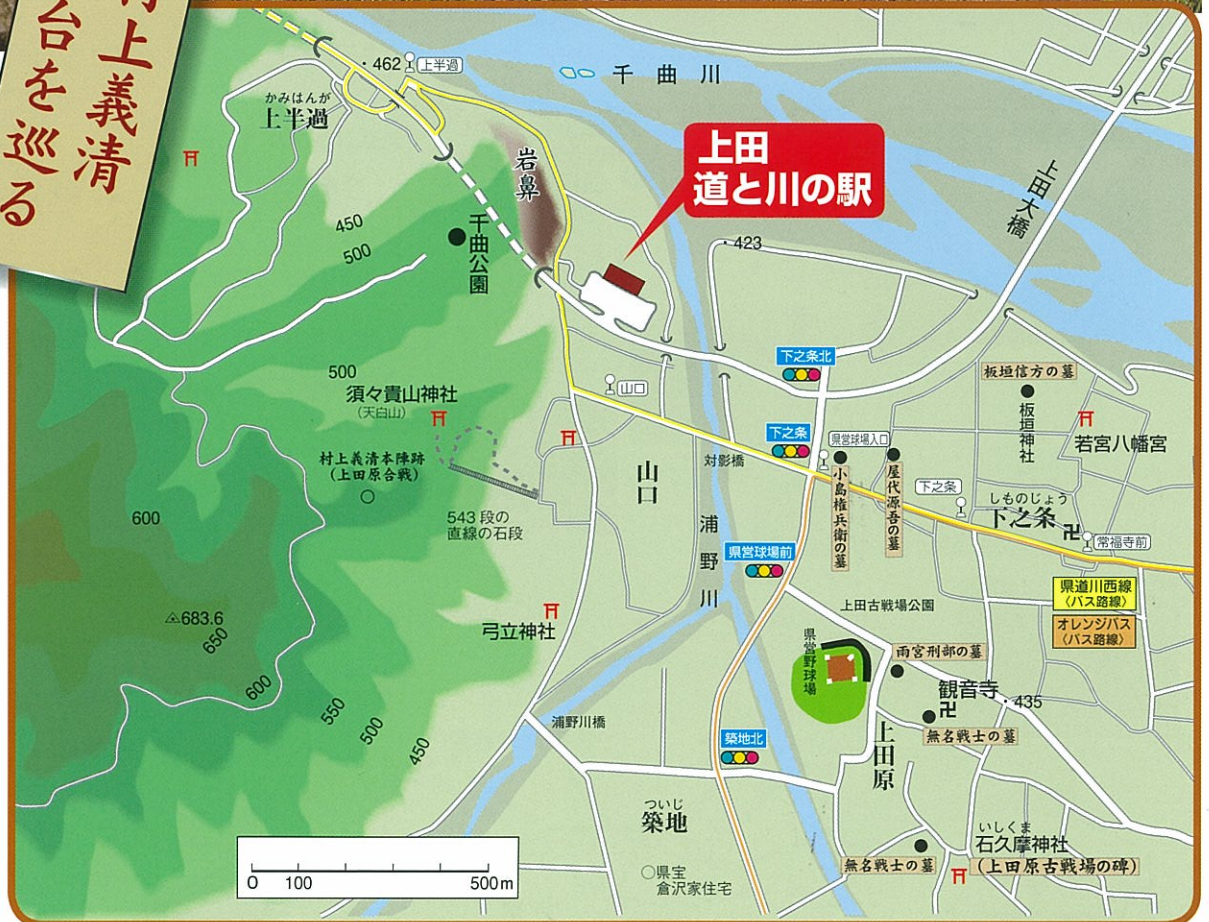 村上義清
台を巡る
・462
上半過
千曲川
かみはんが
上半過
岩鼻
上田
道と川の駅
上田大橋
・423
450
500
千曲公園
500
須々貴山神社
（天白山）
山口
下之条北
板垣信方の墓
板垣神社
若宮八幡宮
村上義清本陣跡
（上田原合戦）
543段の
直線の石段
山口
対影橋
下之条
県営球場入口
小島権兵衛の墓
屋代源吾の墓
下之条
しものじょう
下之条
常福寺前
600
浦野川
県営球場前
県道川西線
〈バス路線〉
オレンジバス
〈バス路線〉
683.6
650
弓立神社
上田古戦場公園
県営野球場
雨宮刑部の墓
観音寺
・435
無名戦士の墓
600
550
500
450
浦野川橋
築地北
上田原
ついじ
築地
いしくま
石久摩神社
（上田原古戦場の碑）
無名戦士の墓
○県宝
倉沢家住宅
0 100 500m